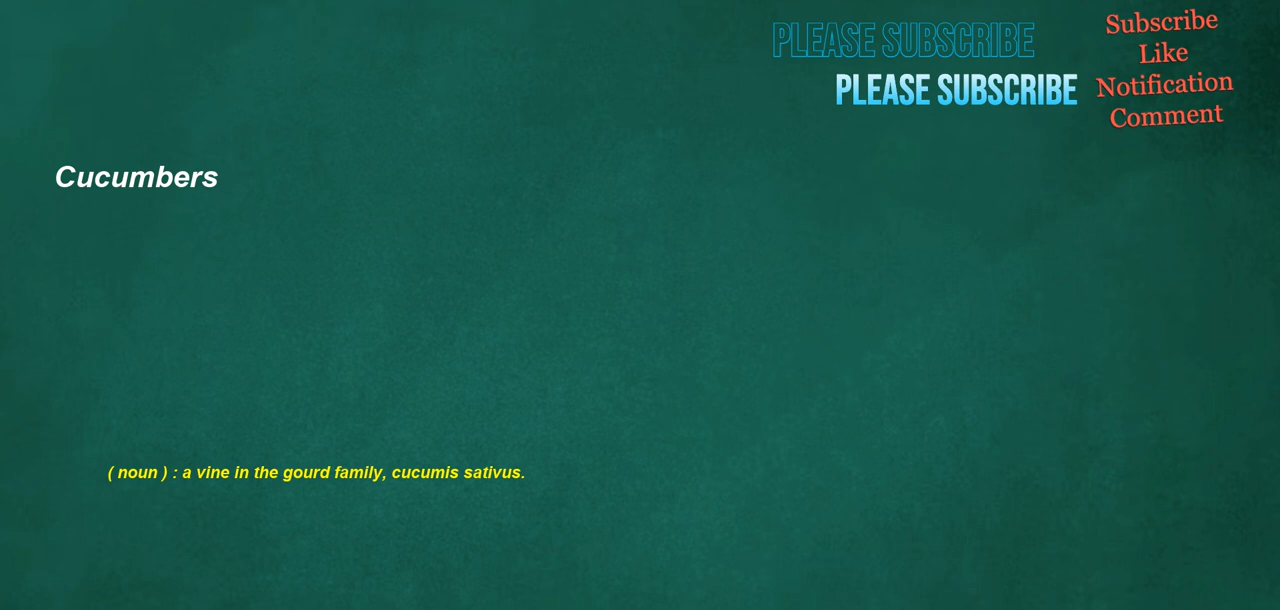 PLEASE SUBSCRIBE
PLEASE SUBSCRIBE
Subscribe
Like
Notification
Comment
Cucumbers
( noun ) : a vine in the gourd family, cucumis sativus.